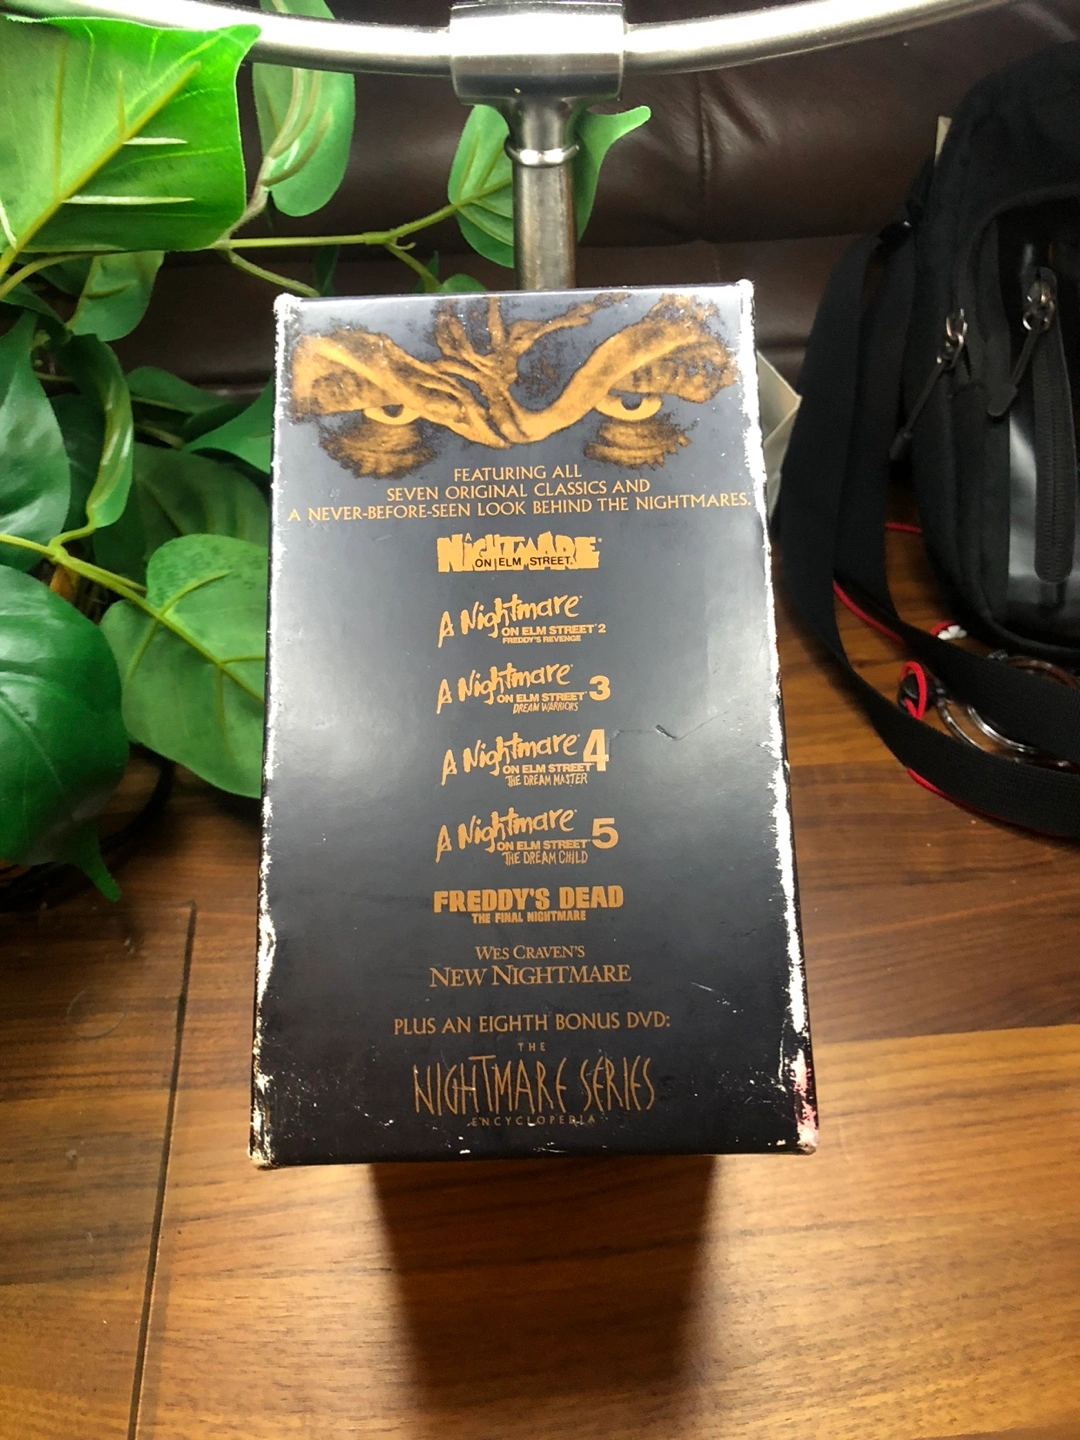 FEATURING ALL
SEVEN ORIGINAL CLASSICS AND
A NEVER-BEFORE-SEEN LOOK BEHIND THE NIGHTMARES.
A
NIGHTMARE
ON ELM STREET
A Nightmare
ON ELM STREET 2
FREDDY'S REVENGE
A Nightmare
ON ELM STREET 3
DREAM WARRIORS
A Nightmare
ON ELM STREET 4
THE DREAM MASTER
A Nightmare
ON ELM STREET 5
THE DREAM CHILD
FREDDY'S DEAD
THE FINAL NIGHTMARE
WES CRAVEN'S
NEW NIGHTMARE
PLUS AN EIGHTH BONUS DVD:
THE
NIGHTMARE SERIES
ENCYCLOPEDIA